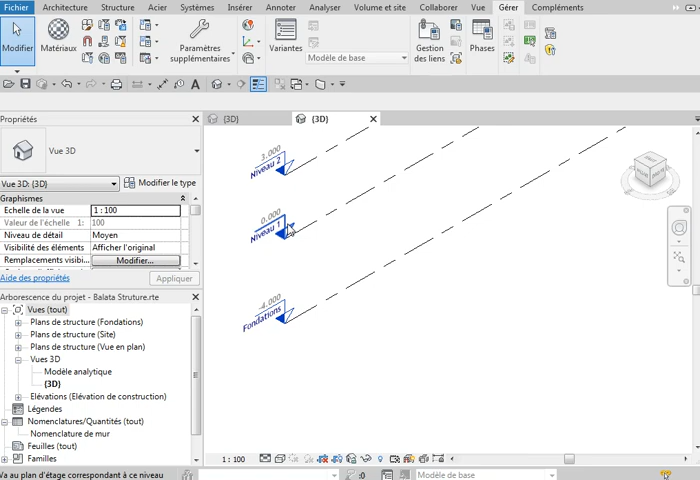 Fichier Architecture Structure Acier Systèmes Insérer Annoter Analyser Volume et site Collaborer Vue Gérer Compléments
Modifier
Matériaux
Paramètres
supplémentaires
Variantes
Modèle de base
Gestion
des liens
Phases
Propriétés
{3D}
{3D}
Vue 3D
Vue 3D: {3D}
Modifier le type
Graphismes
Echelle de la vue 1 : 100
Valeur de l'échelle 1: 100
Niveau de détail Moyen
Visibilité des éléments Afficher l'original
Remplacements visibi... Modifier...
Aide des propriétés
Appliquer
Arborescence du projet - Balata Struture.rte
Vues (tout)
Plans de structure (Fondations)
Plans de structure (Site)
Plans de structure (Vue en plan)
Vues 3D
Modèle analytique
{3D}
Elévations (Elévation de construction)
Légendes
Nomenclatures/Quantités (tout)
Nomenclature de mur
Feuilles (tout)
Familles
3.000
Niveau 2
0.000
Niveau 1
-4.000
Fondations
1 : 100
Va au plan d'étage correspondant à ce niveau
:0
Modèle de base